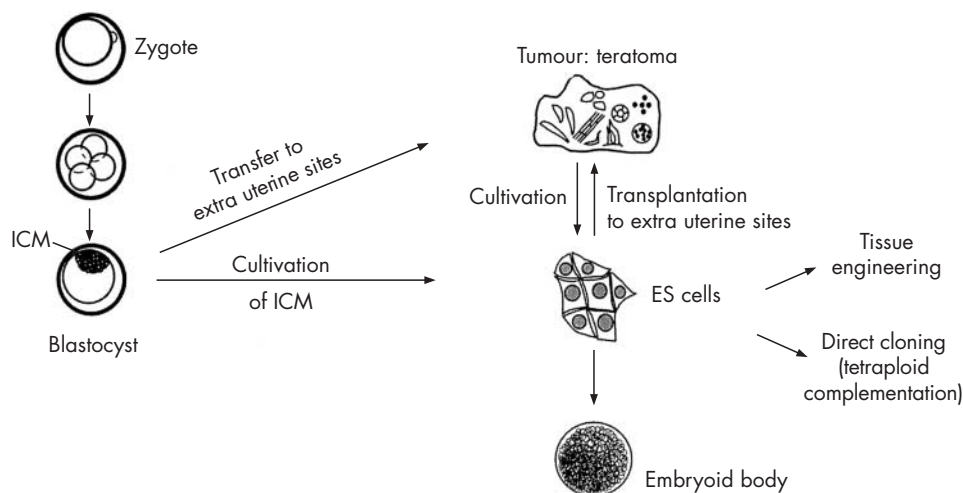 Zygote
ICM
Blastocyst
Transfer to
extra uterine sites
Cultivation
of ICM
Tumour: teratoma
Cultivation
Transplantation
to extra uterine sites
ES cells
Tissue
engineering
Direct cloning
(tetraploid
complementation)
Embryoid body